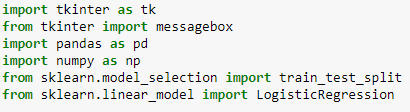 import tkinter as tk
from tkinter import messagebox
import pandas as pd
import numpy as np
from sklearn.model_selection import train_test_split
from sklearn.linear_model import LogisticRegression